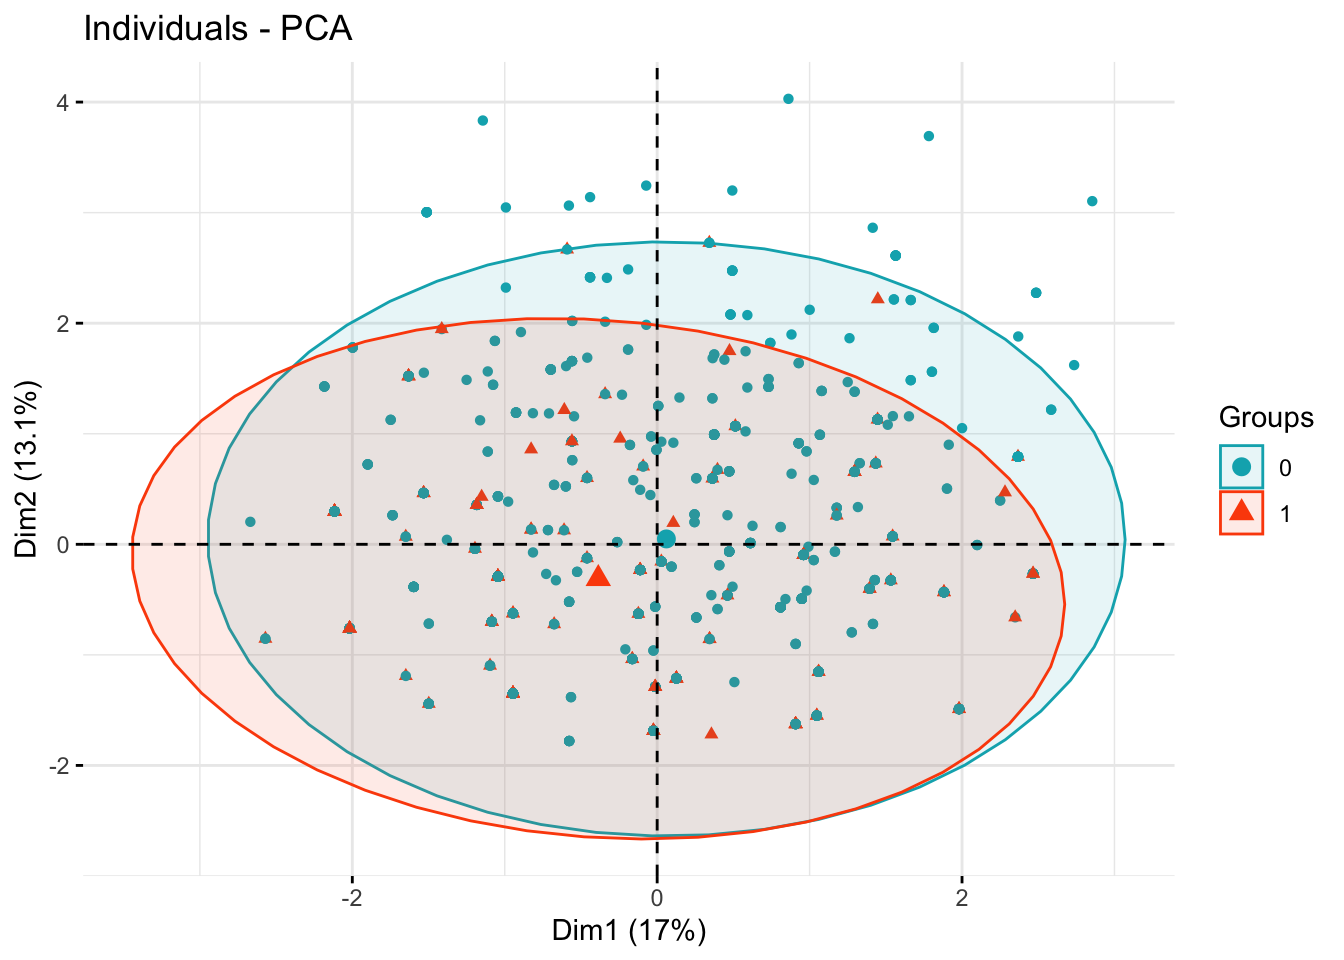 Individuals - PCA
4
2
0
-2
Dim2 (13.1%)
-2
0
2
Dim1 (17%)
Groups
0
1